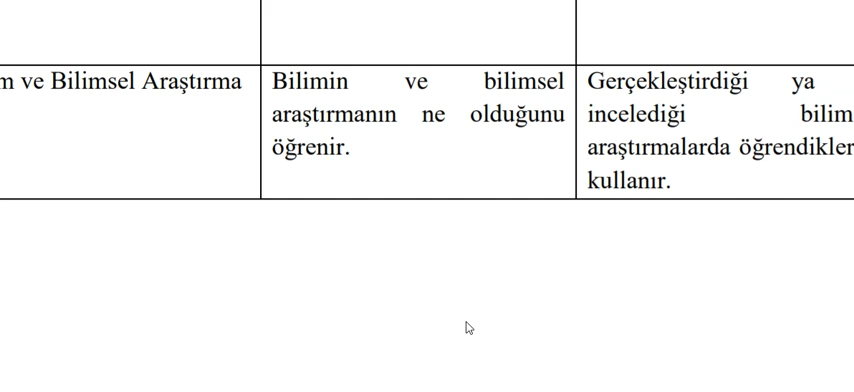 m ve Bilimsel Araştırma
Bilimin ve bilimsel
araştırmanın ne olduğunu
öğrenir.
Gerçekleştirdiği ya
incelediği bilim
araştırmalarda öğrendikler
kullanır.